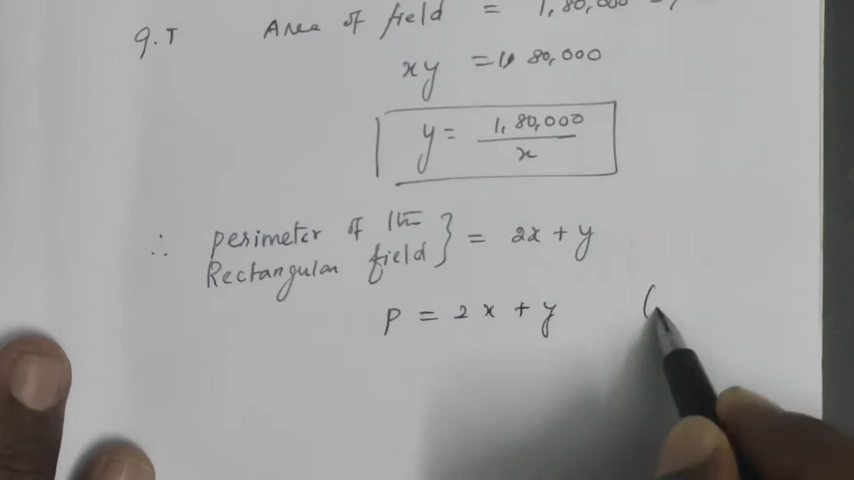 G.T Area of field = 1,80,000
xy = 1, 80,000
y = 1,80,000 / x
∴ perimeter of the
Rectangular field } = 2x + y
P = 2x + y (